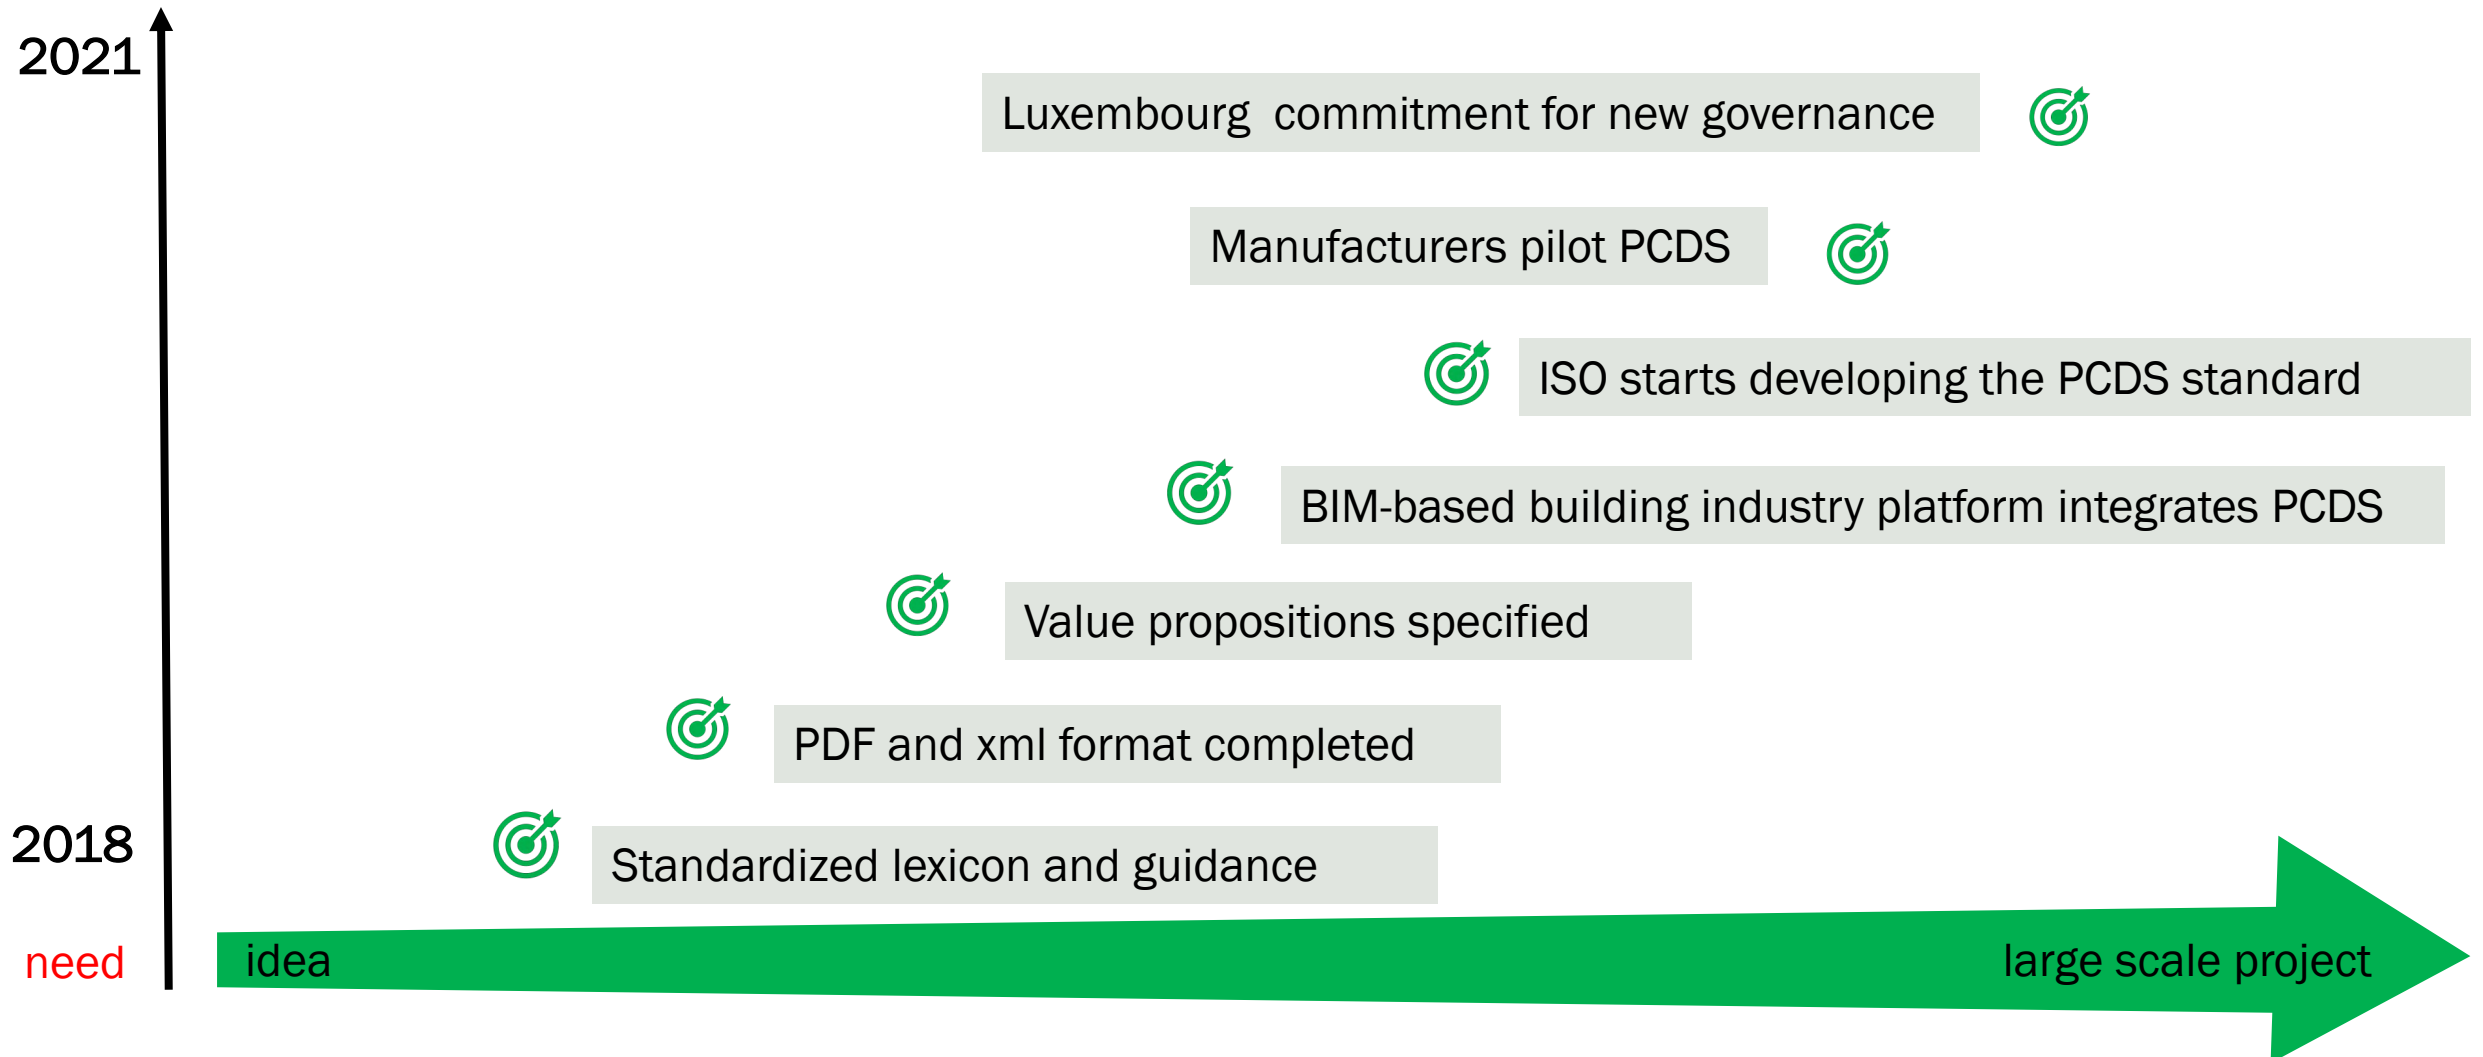 2021
Luxembourg  commitment for new governance
Manufacturers pilot PCDS
ISO starts developing the PCDS standard
BIM-based building industry platform integrates PCDS
Value propositions specified
PDF and xml format completed
2018
Standardized lexicon and guidance
need
idea
large scale project